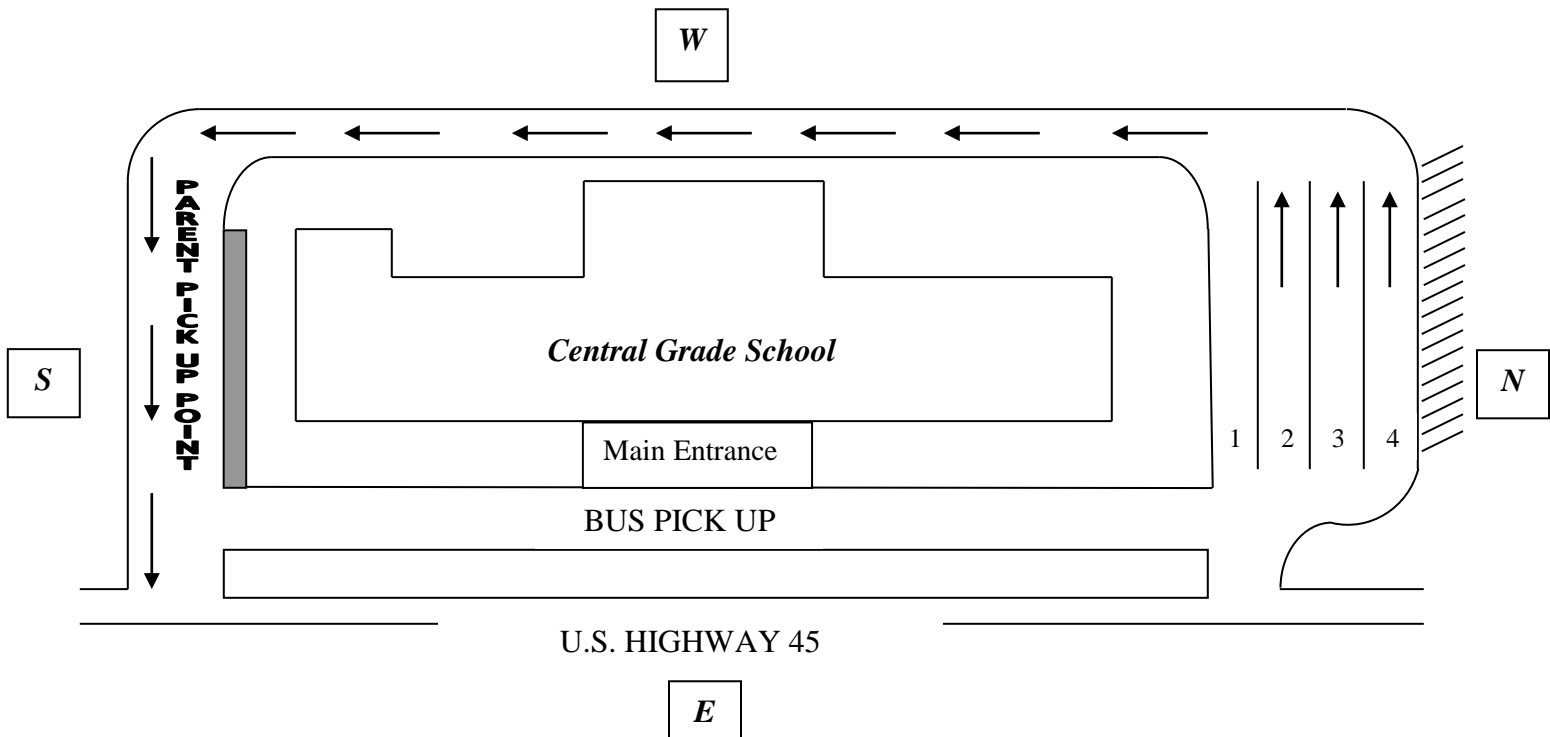 W
PARENT PICK UP POINT
Central Grade School
S
N
1 2 3 4
Main Entrance
BUS PICK UP
U.S. HIGHWAY 45
E